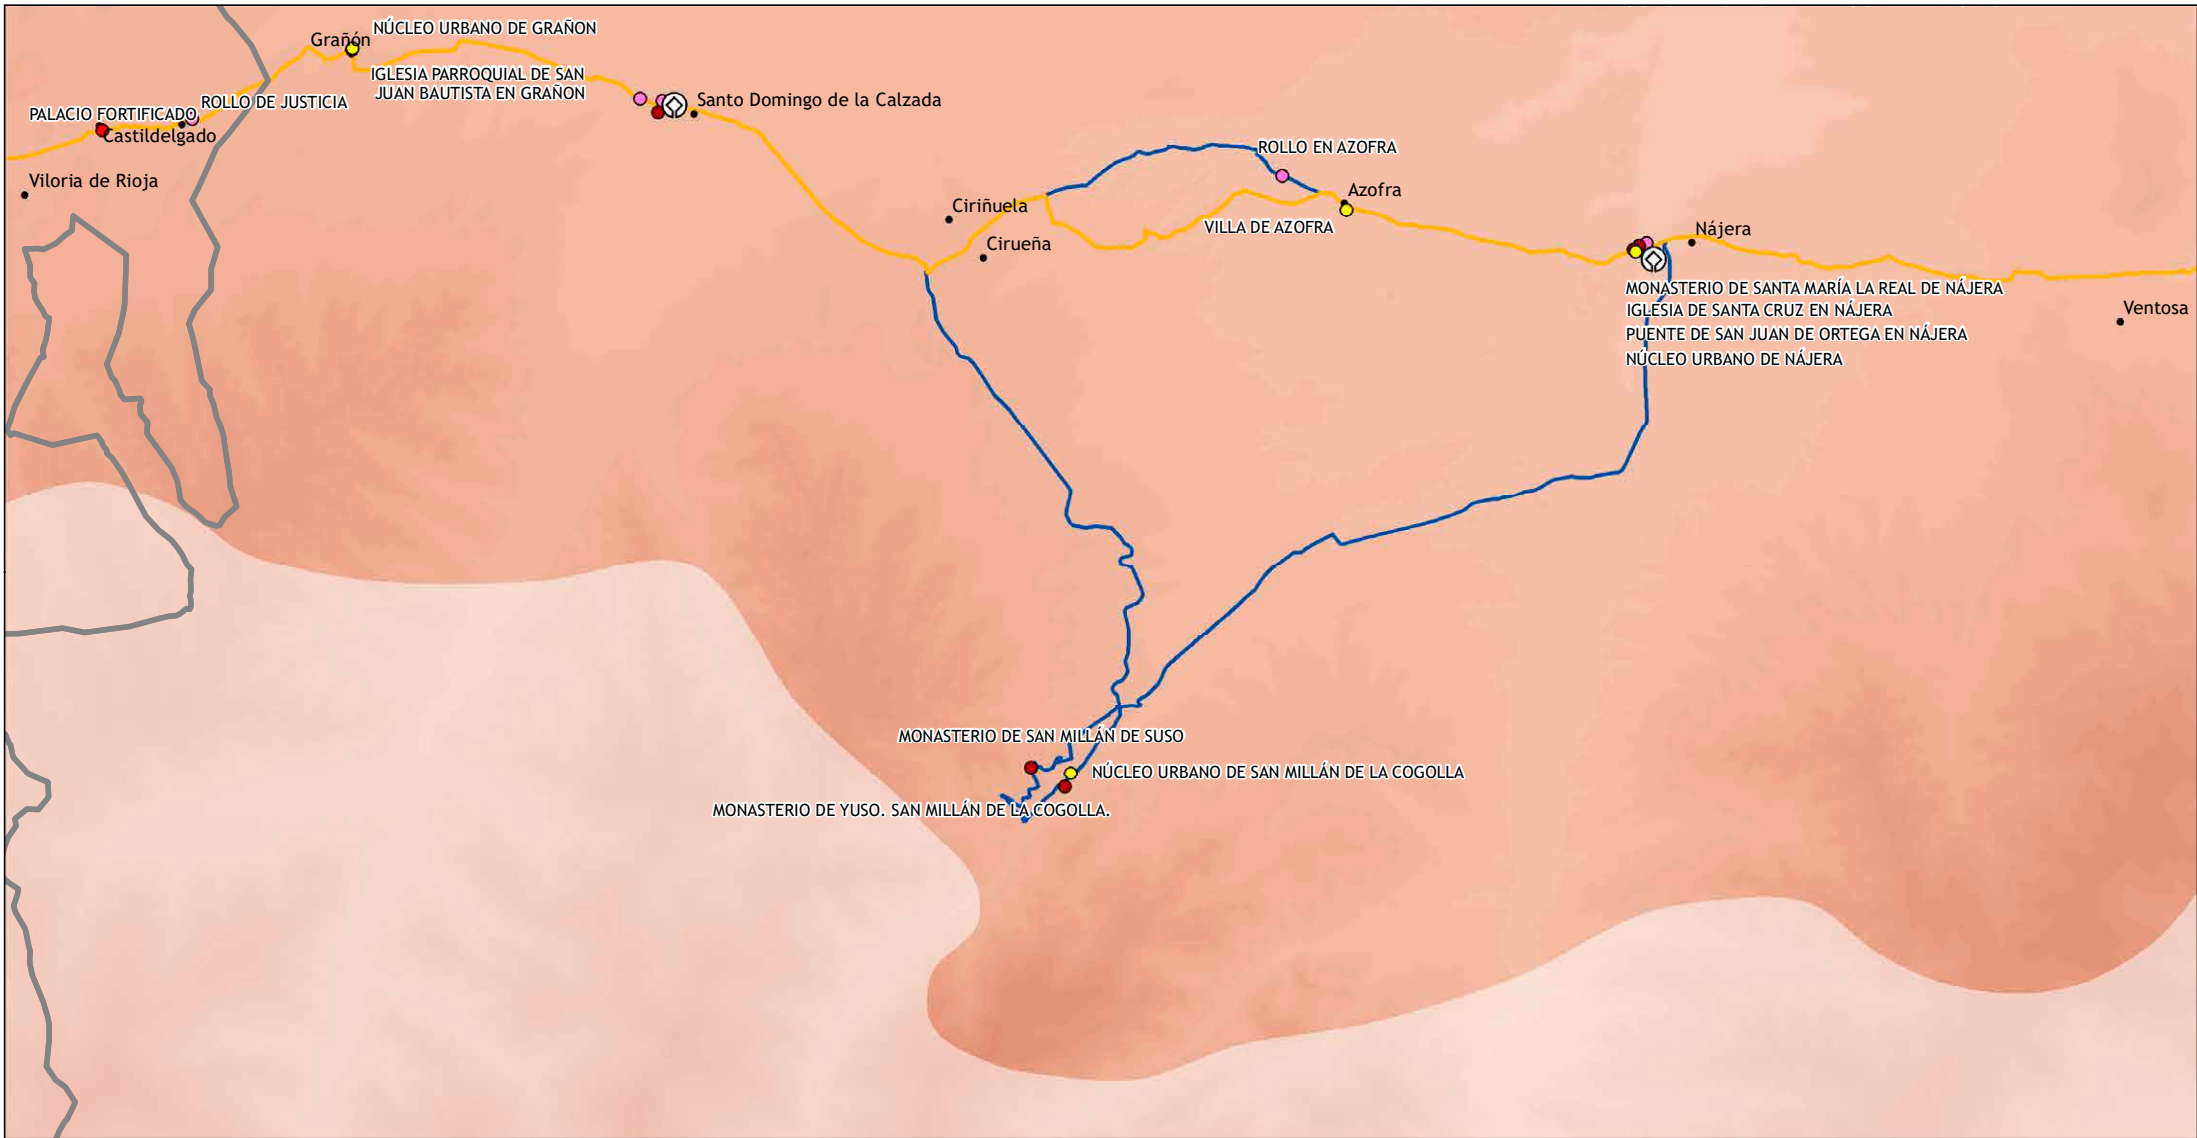 NÚCLEO URBANO DE GRAÑON
Grañón
IGLESIA PARROQUIAL DE SAN
JUAN BAUTISTA EN GRAÑON
ROLLO DE JUSTICIA
Santo Domingo de la Calzada
PALACIO FORTIFICADO
Castildelgado
ROLLO EN AZOFRA
Viloria de Rioja
Azofra
Ciriñuela
VILLA DE AZOFRA
Nájera
Cirueña
MONASTERIO DE SANTA MARÍA LA REAL DE NÁJERA
IGLESIA DE SANTA CRUZ EN NÁJERA
Ventosa
PUENTE DE SAN JUAN DE ORTEGA EN NÁJERA
NÚCLEO URBANO DE NÁJERA
MONASTERIO DE SAN MILLÁN DE SUSO
NÚCLEO URBANO DE SAN MILLÁN DE LA COGOLLA
MONASTERIO DE YUSO. SAN MILLÁN DE LA COGOLLA.